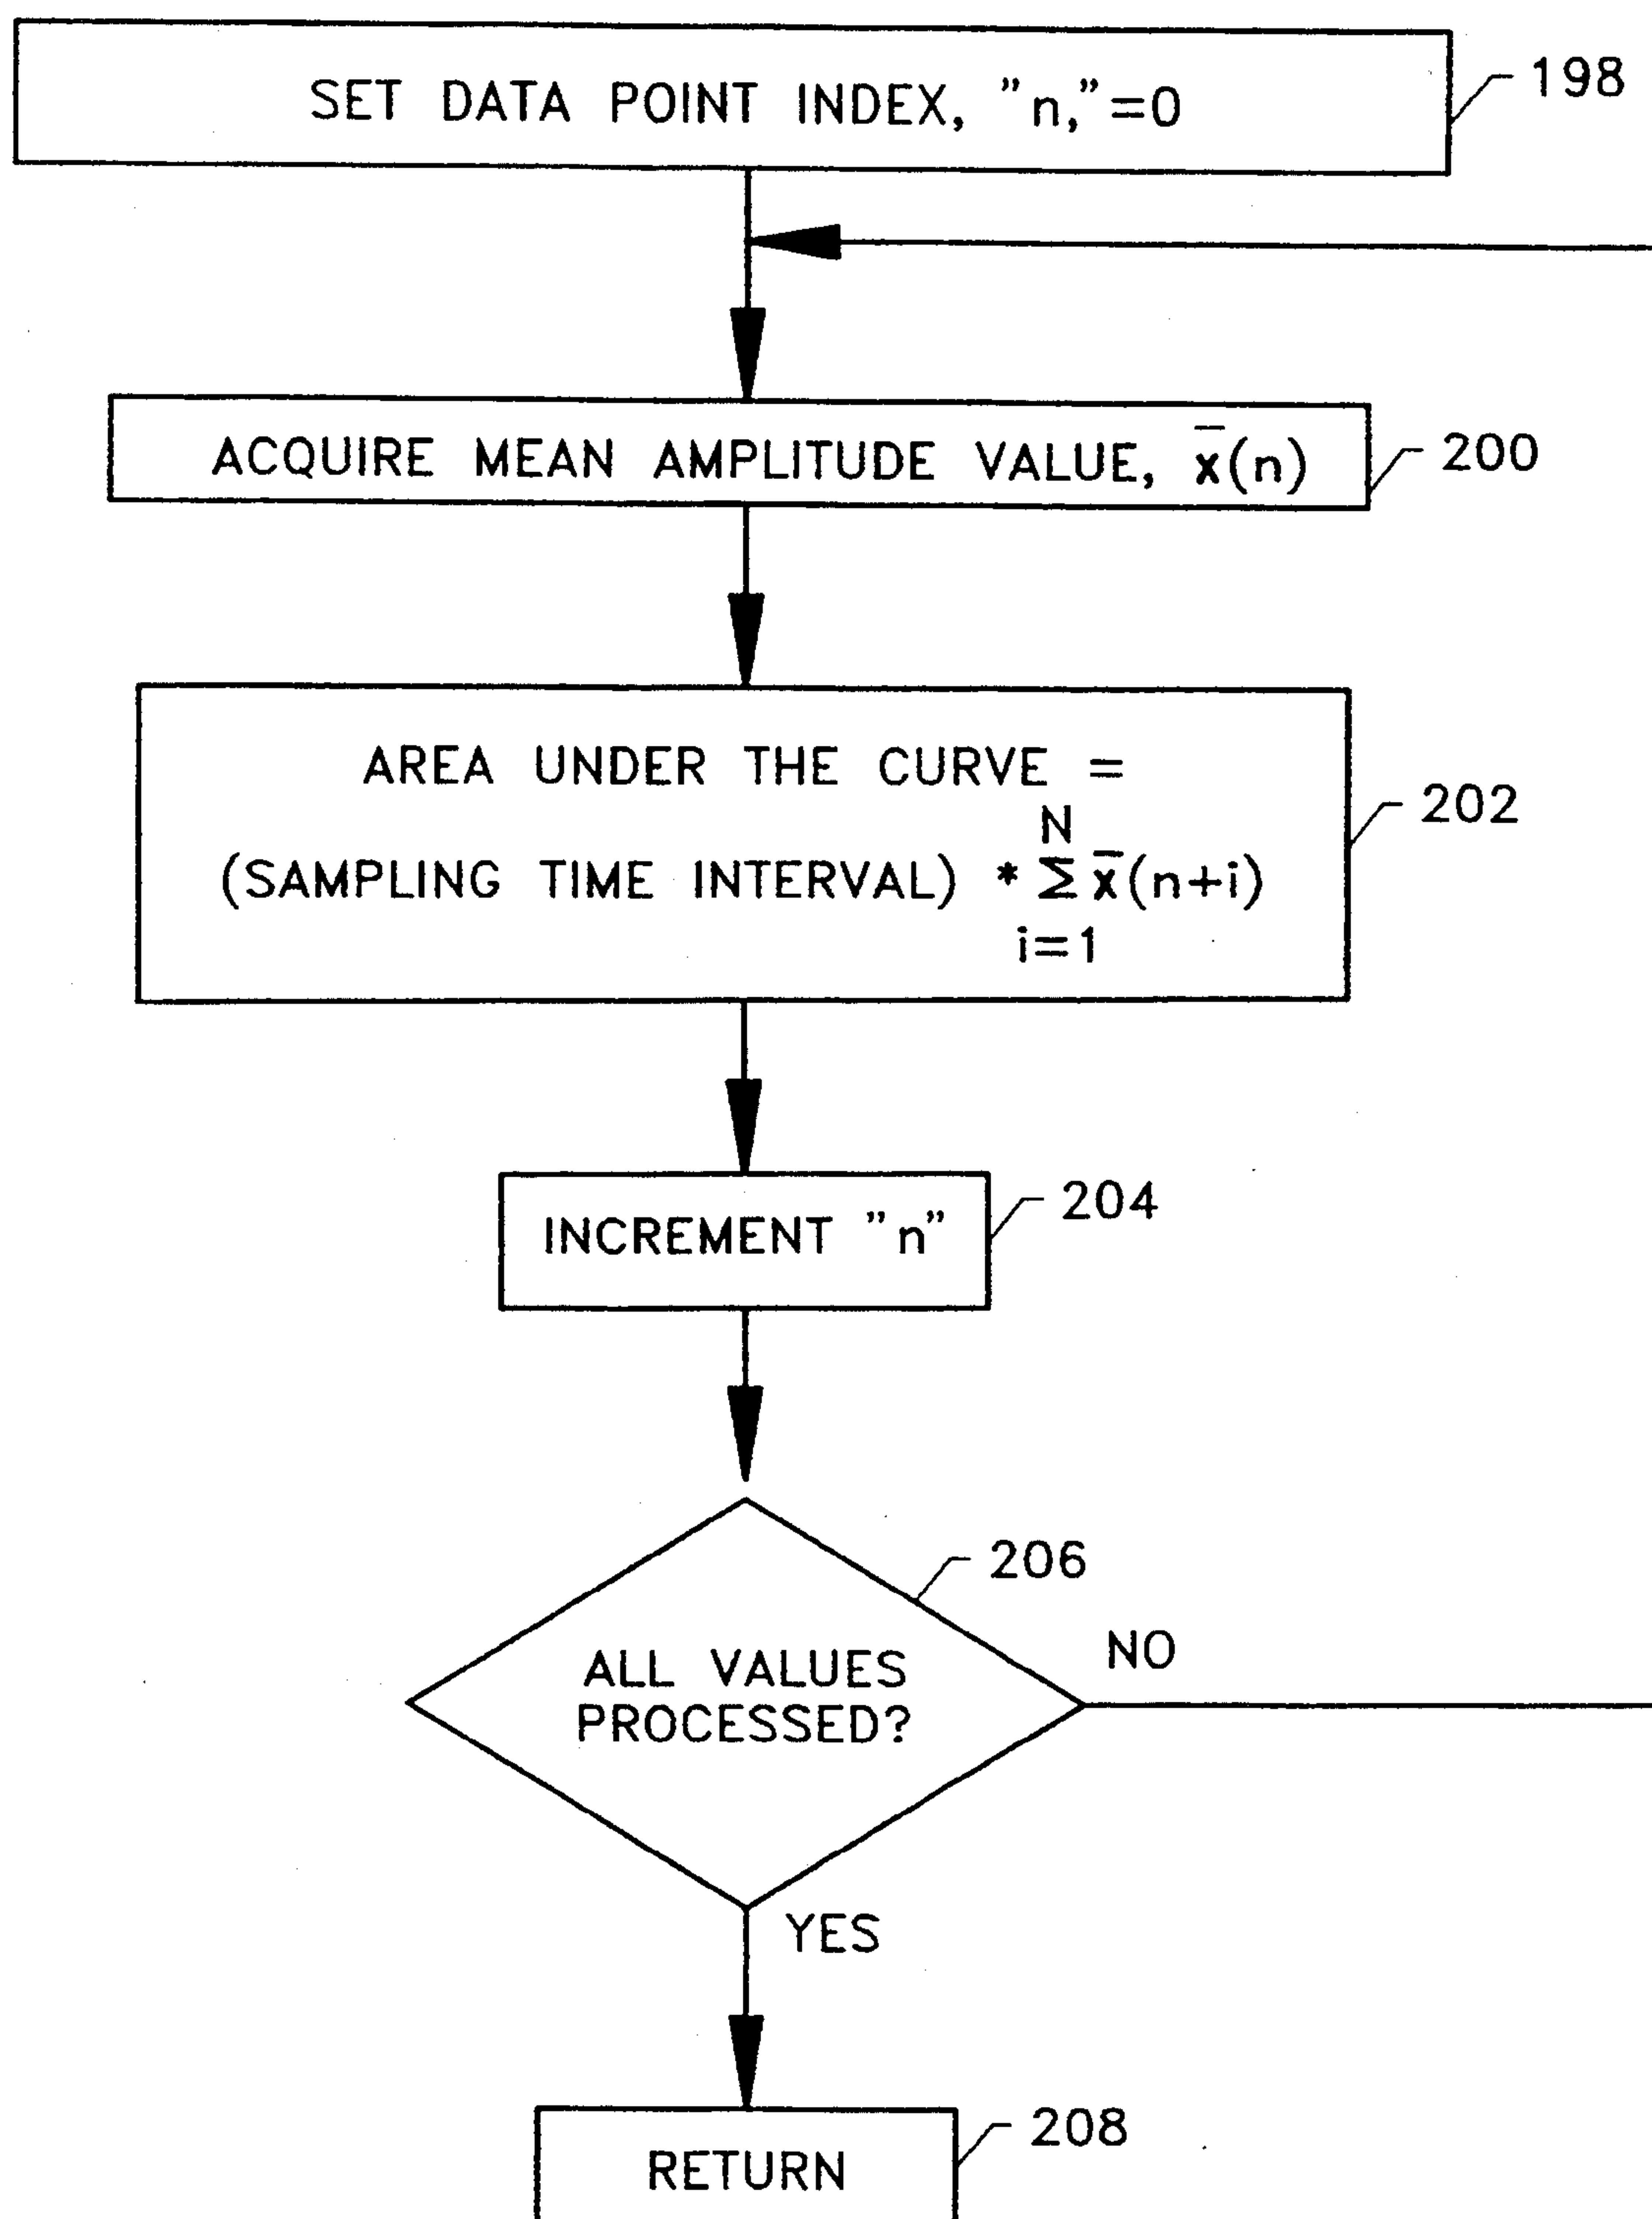 SET DATA POINT INDEX, "n,"=0
198
ACQUIRE MEAN AMPLITUDE VALUE, x̅(n)
200
AREA UNDER THE CURVE =
(SAMPLING TIME INTERVAL) * Σ x̅(n+i)
N
i=1
202
INCREMENT "n"
204
206
ALL VALUES
PROCESSED?
NO
YES
RETURN
208